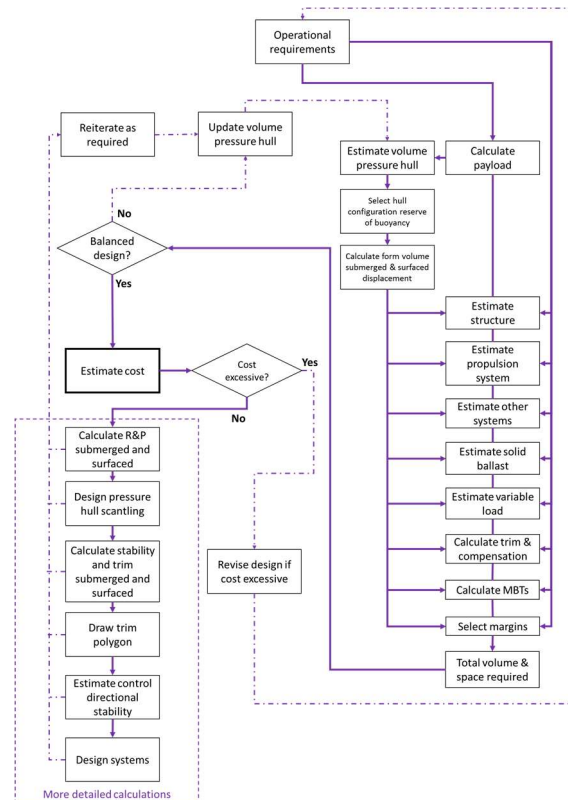 Operational
requirements
Reiterate as
required
Update volume
pressure hull
Estimate volume
pressure hull
Calculate
payload
Select hull
configuration reserve
of buoyancy
No
Balanced
design?
Calculate form volume
submerged & surfaced
displacement
Yes
Estimate
structure
Estimate cost
Cost
excessive?
Yes
No
Estimate
propulsion
system
Estimate other
systems
Calculate R&P
submerged and
surfaced
Estimate solid
ballast
Design pressure
hull scantling
Estimate variable
load
Calculate stability
and trim
submerged and
surfaced
Revise design if
cost excessive
Calculate trim &
compensation
Calculate MBTs
Draw trim
polygon
Select margins
Total volume &
space required
Estimate control
directional
stability
Design systems
More detailed calculations